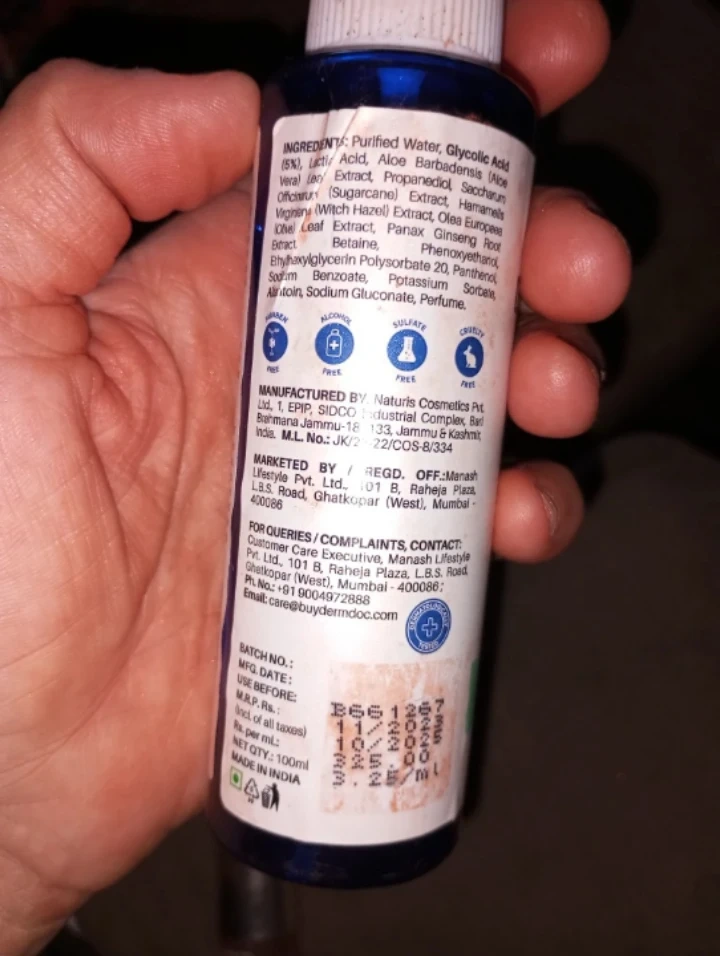 INGREDIENTS: Purified Water, Glycolic Acid
(5%), Lactic Acid, Aloe Barbadensis (Aloe
Vera) Leaf Extract, Propanediol, Saccharum
Officinarum (Sugarcane) Extract, Hamamelis
Virginiana (Witch Hazel) Extract, Olea Europaea
(Olive) Leaf Extract, Panax Ginseng Root
Extract, Betaine, Phenoxyethanol,
Ethylhexylglycerin Polysorbate 20, Panthenol,
Sodium Benzoate, Potassium Sorbate,
Allantoin, Sodium Gluconate, Perfume.
PARABEN FREE
ALCOHOL FREE
SULFATE FREE
CRUELTY FREE
MANUFACTURED BY: Naturis Cosmetics Pvt.
Ltd., 1, EPIP, SIDCO Industrial Complex, Bari
Brahmana Jammu-18 133, Jammu & Kashmir,
India. M.L. No.: 22/COS-8/334
MARKETED BY / REGD. OFF.:Manash
Lifestyle Pvt. Ltd., 101 B, Raheja Plaza,
L.B.S. Road, Ghatkopar (West), Mumbai -
400086
FOR QUERIES / COMPLAINTS, CONTACT:
Customer Care Executive, Manash Lifestyle
Pvt. Ltd., 101 B, Raheja Plaza, L.B.S. Road,
Ghatkopar (West), Mumbai - 400086;
Ph. No.: +91 9004972888
Email: care@buydermdoc.com
DERMATOLOGICALLY TESTED
BATCH NO.:
MFG. DATE:
USE BEFORE:
M.R.P. Rs.:
(Incl. of all taxes)
Rs. per ml.:
NET QTY.: 100ml
MADE IN INDIA